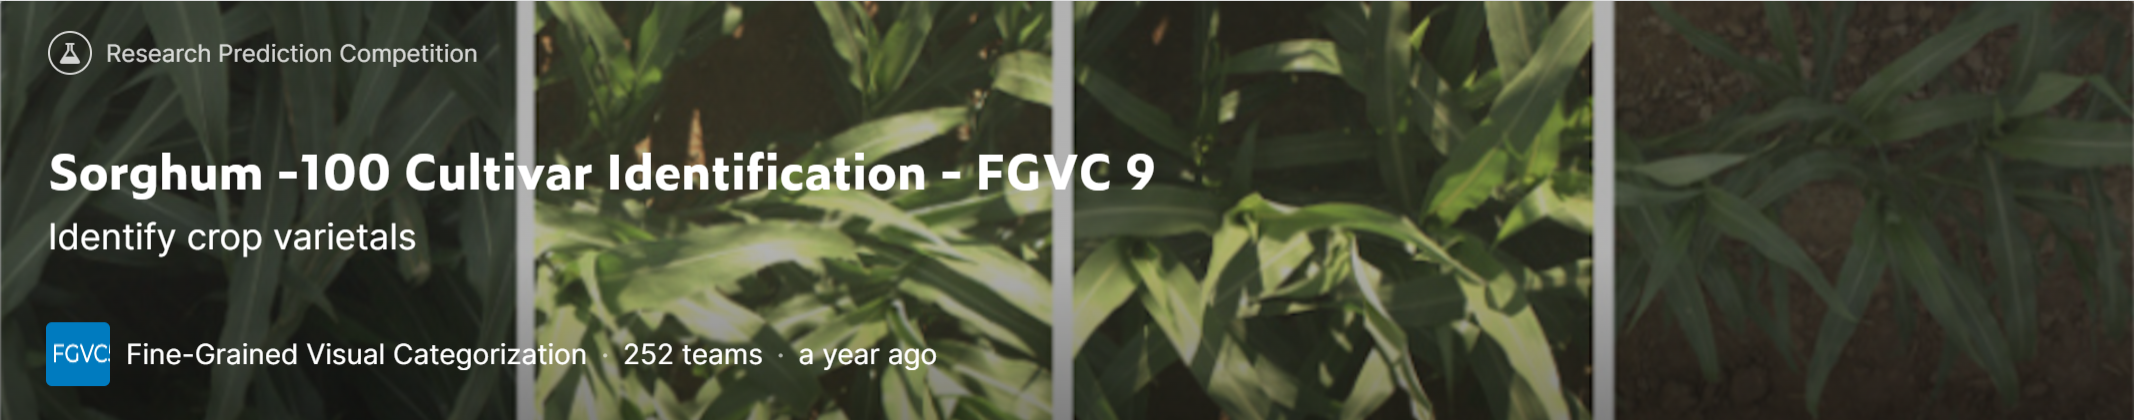 Research Prediction Competition
Sorghum -100 Cultivar Identification - FGVC 9
Identify crop varietals
FGVC
Fine-Grained Visual Categorization · 252 teams · a year ago